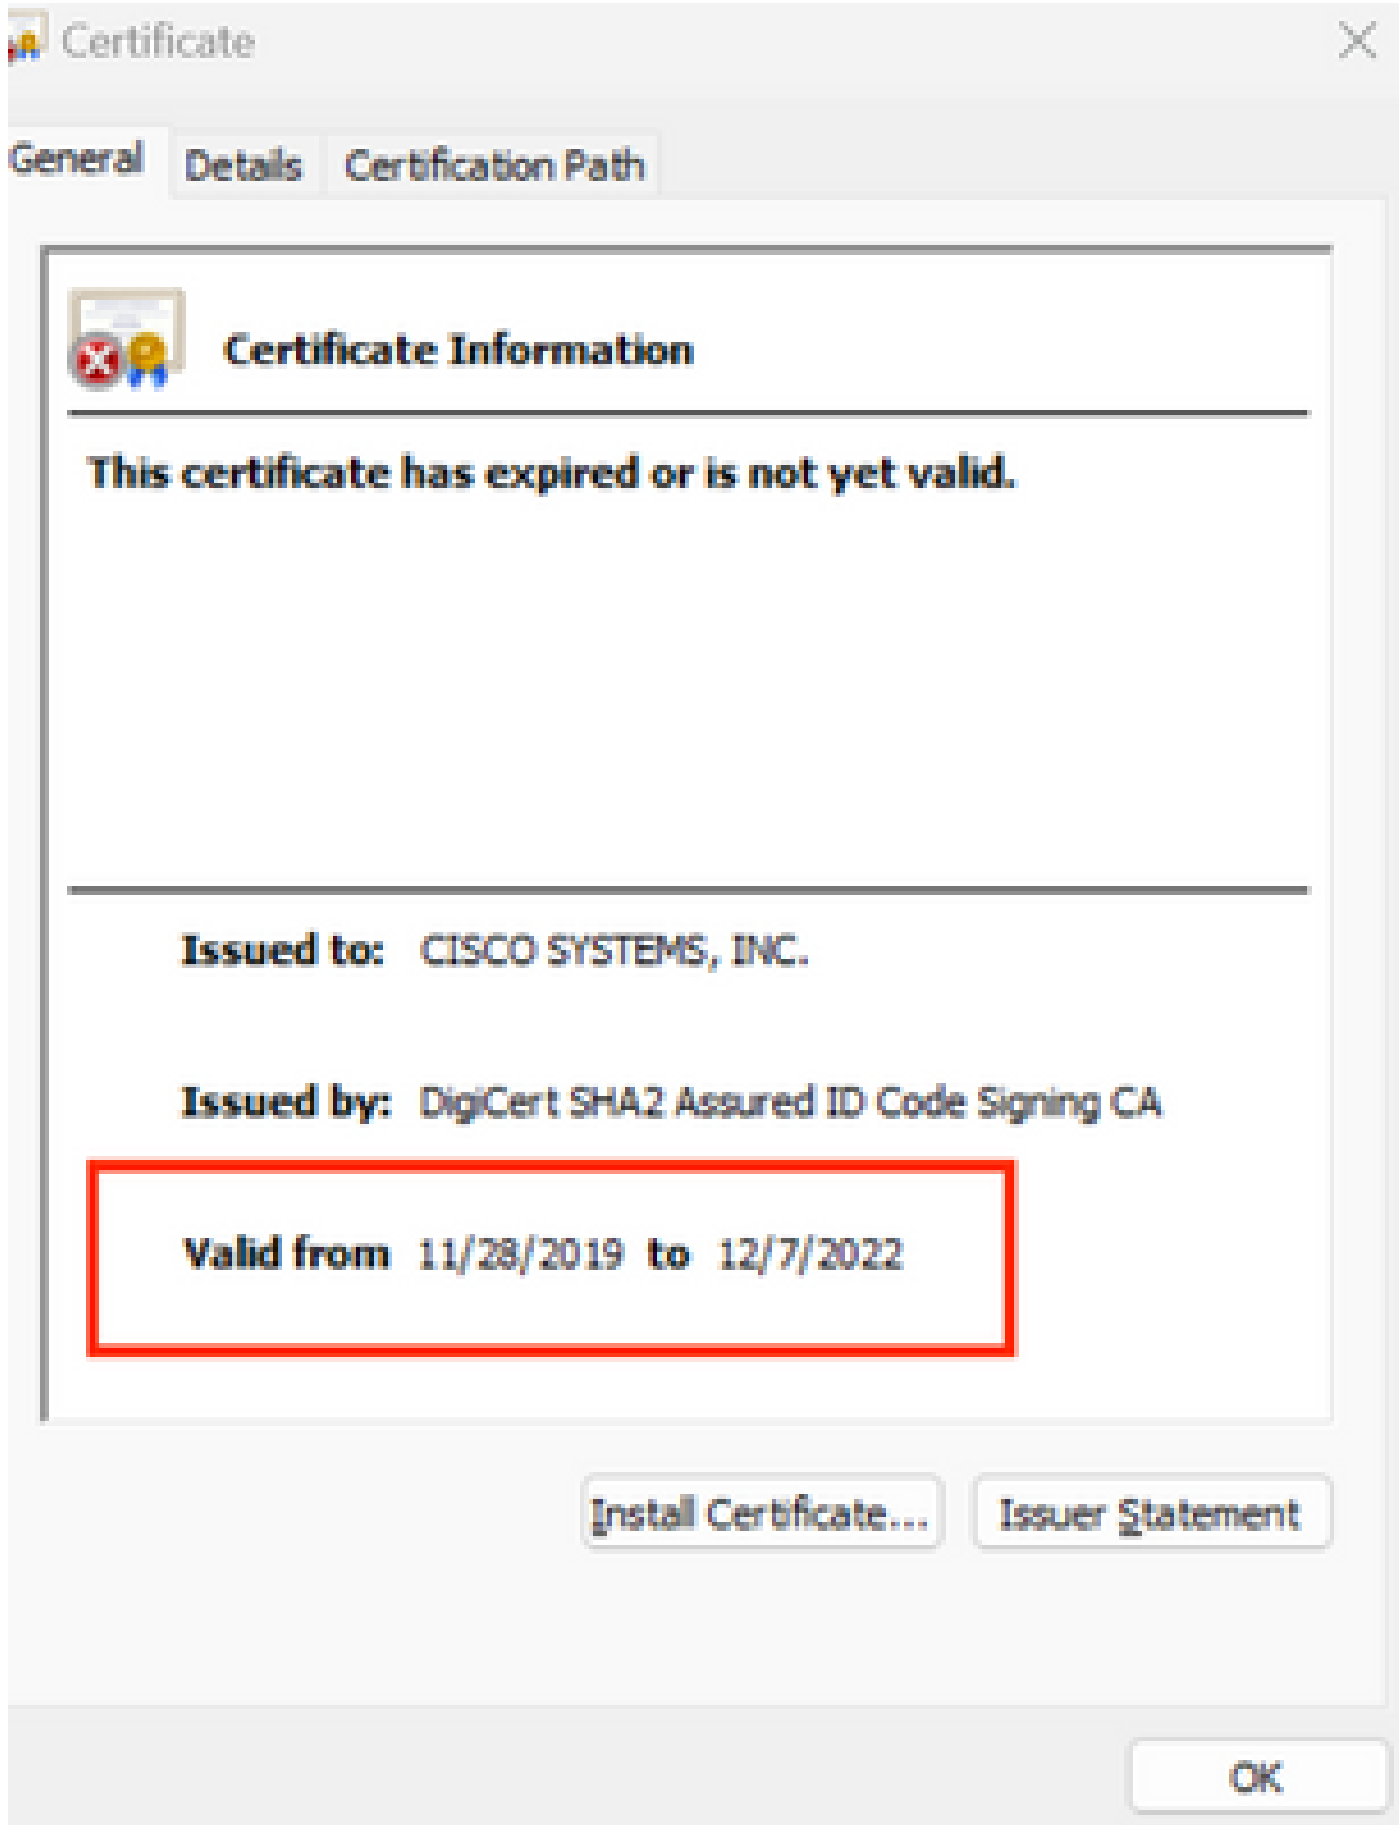 Certificate
General Details Certification Path
Certificate Information
This certificate has expired or is not yet valid.
Issued to: CISCO SYSTEMS, INC.
Issued by: DigiCert SHA2 Assured ID Code Signing CA
Valid from 11/28/2019 to 12/7/2022
Install Certificate... Issuer Statement
OK